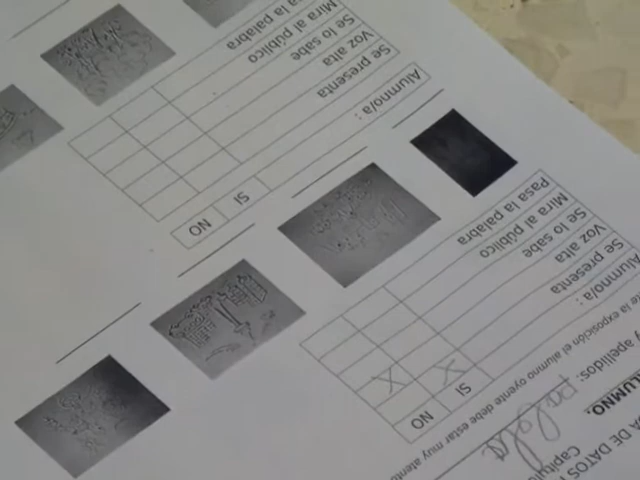 A DE DATOS
Capítul
ALUMNO.
y apellidos:
la exposición el alumno oyente debe estar muy atento
Alumno/a : SI NO
Se presenta X X
Voz alta
Se lo sabe
Mira al público
Pasa la palabra
Alumno/a : SI NO
Se presenta
Voz alta
Se lo sabe
Mira al público
sa la palabra